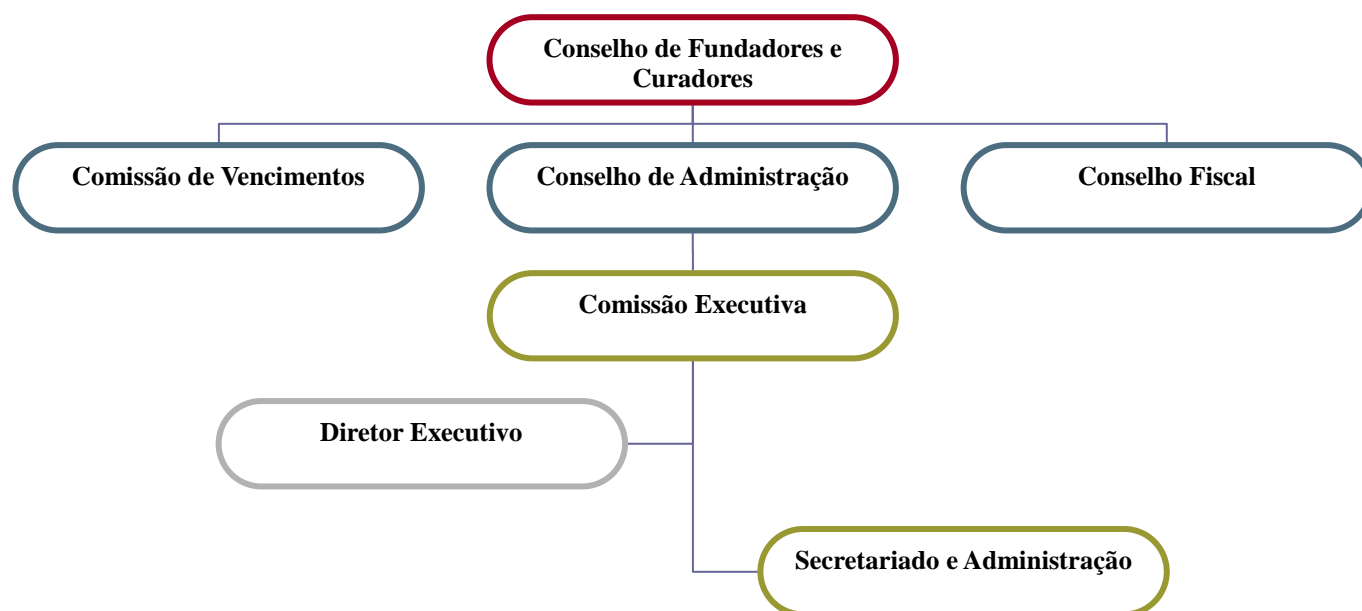 Conselho de Fundadores e
Curadores
Comissão de Vencimentos
Conselho de Administração
Conselho Fiscal
Comissão Executiva
Diretor Executivo
Secretariado e Administração